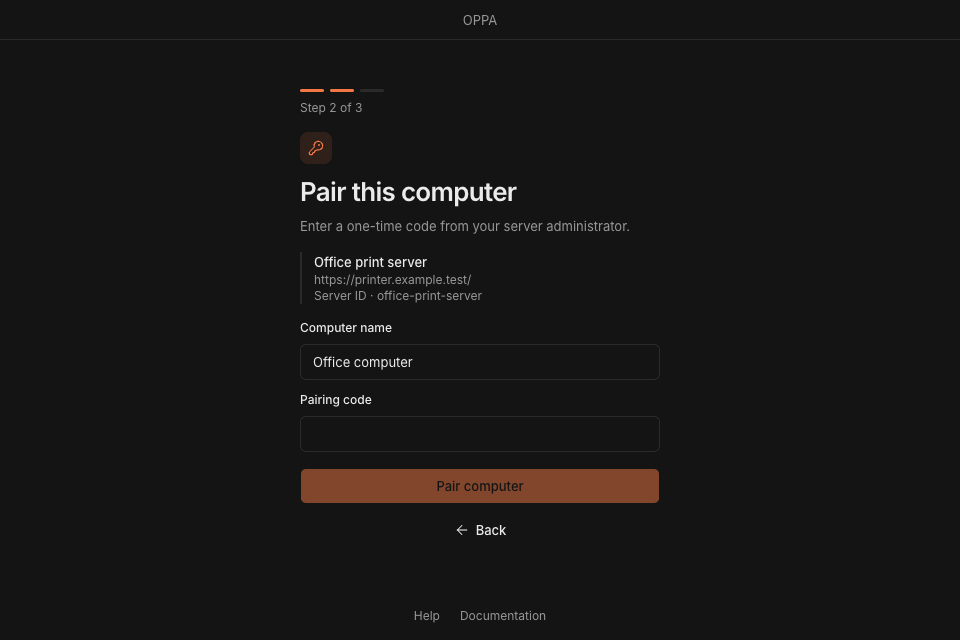 OPPA
Step 2 of 3
Pair this computer
Enter a one-time code from your server administrator.
Office print server
https://printer.example.test/
Server ID · office-print-server
Computer name
Office computer
Pairing code
Pair computer
← Back
Help Documentation